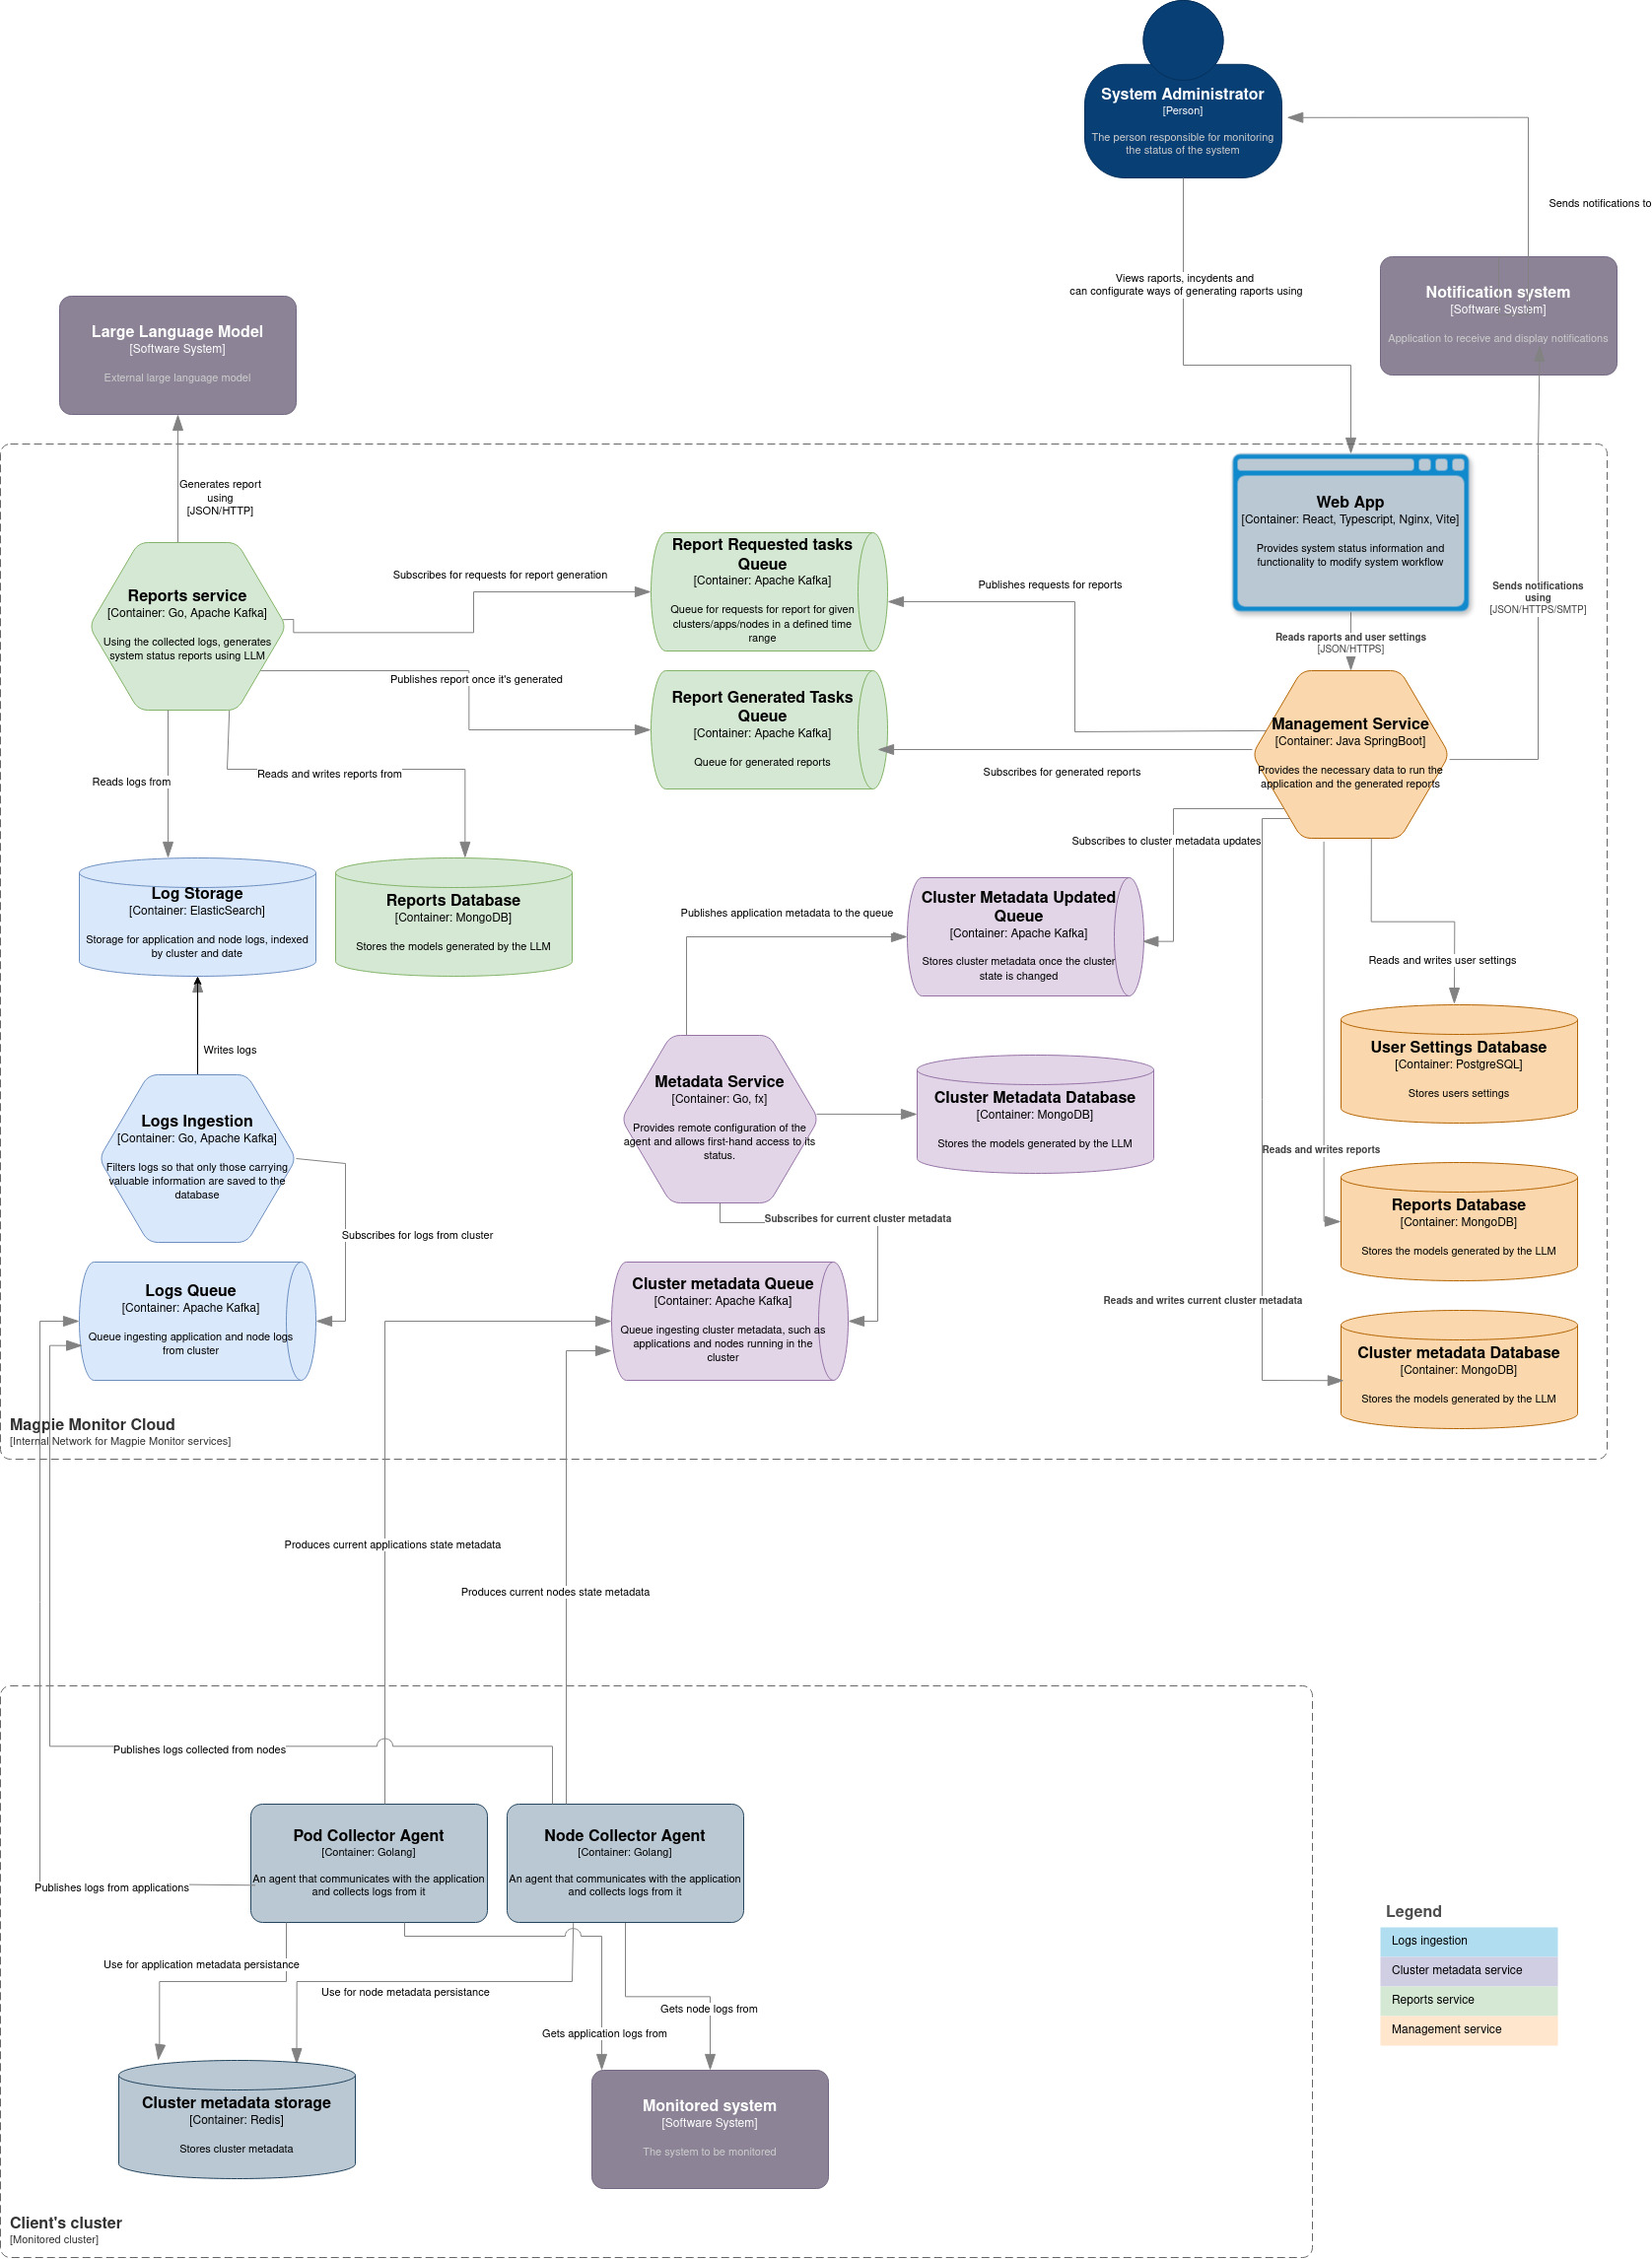 System Administrator
[Person]
The person responsible for monitoring
the status of the system
Sends notifications to
Views raports, incydents and
can configurate ways of generating raports using
Notification system
[Software System]
Application to receive and display notifications
Large Language Model
[Software System]
External large language model
Generates report
using
[JSON/HTTP]
Web App
[Container: React, Typescript, Nginx, Vite]
Provides system status information and
functionality to modify system workflow
Sends notifications
using
[JSON/HTTPS/SMTP]
Reports service
[Container: Go, Apache Kafka]
Using the collected logs, generates
system status reports using LLM
Subscribes for requests for report generation
Report Requested tasks
Queue
[Container: Apache Kafka]
Queue for requests for report for given
clusters/apps/nodes in a defined time
range
Publishes requests for reports
Reads raports and user settings
[JSON/HTTPS]
Publishes report once it's generated
Report Generated Tasks
Queue
[Container: Apache Kafka]
Queue for generated reports
Subscribes for generated reports
Management Service
[Container: Java SpringBoot]
Provides the necessary data to run the
application and the generated reports
Reads logs from
Reads and writes reports from
Subscribes to cluster metadata updates
Log Storage
[Container: ElasticSearch]
Storage for application and node logs, indexed
by cluster and date
Reports Database
[Container: MongoDB]
Stores the models generated by the LLM
Publishes application metadata to the queue
Cluster Metadata Updated
Queue
[Container: Apache Kafka]
Stores cluster metadata once the cluster
state is changed
Reads and writes user settings
Writes logs
User Settings Database
[Container: PostgreSQL]
Stores users settings
Logs Ingestion
[Container: Go, Apache Kafka]
Filters logs so that only those carrying
valuable information are saved to the
database
Metadata Service
[Container: Go, fx]
Provides remote configuration of the
agent and allows first-hand access to its
status.
Cluster Metadata Database
[Container: MongoDB]
Stores the models generated by the LLM
Reads and writes reports
Subscribes for current cluster metadata
Subscribes for logs from cluster
Reports Database
[Container: MongoDB]
Stores the models generated by the LLM
Logs Queue
[Container: Apache Kafka]
Queue ingesting application and node logs
from cluster
Cluster metadata Queue
[Container: Apache Kafka]
Queue ingesting cluster metadata, such as
applications and nodes running in the
cluster
Reads and writes current cluster metadata
Cluster metadata Database
[Container: MongoDB]
Stores the models generated by the LLM
Magpie Monitor Cloud
[Internal Network for Magpie Monitor services]
Produces current applications state metadata
Produces current nodes state metadata
Publishes logs collected from nodes
Pod Collector Agent
[Container: Golang]
An agent that communicates with the application
and collects logs from it
Node Collector Agent
[Container: Golang]
An agent that communicates with the application
and collects logs from it
Publishes logs from applications
Use for application metadata persistance
Use for node metadata persistance
Gets node logs from
Gets application logs from
Cluster metadata storage
[Container: Redis]
Stores cluster metadata
Monitored system
[Software System]
The system to be monitored
Client's cluster
[Monitored cluster]
Legend
Logs ingestion
Cluster metadata service
Reports service
Management service